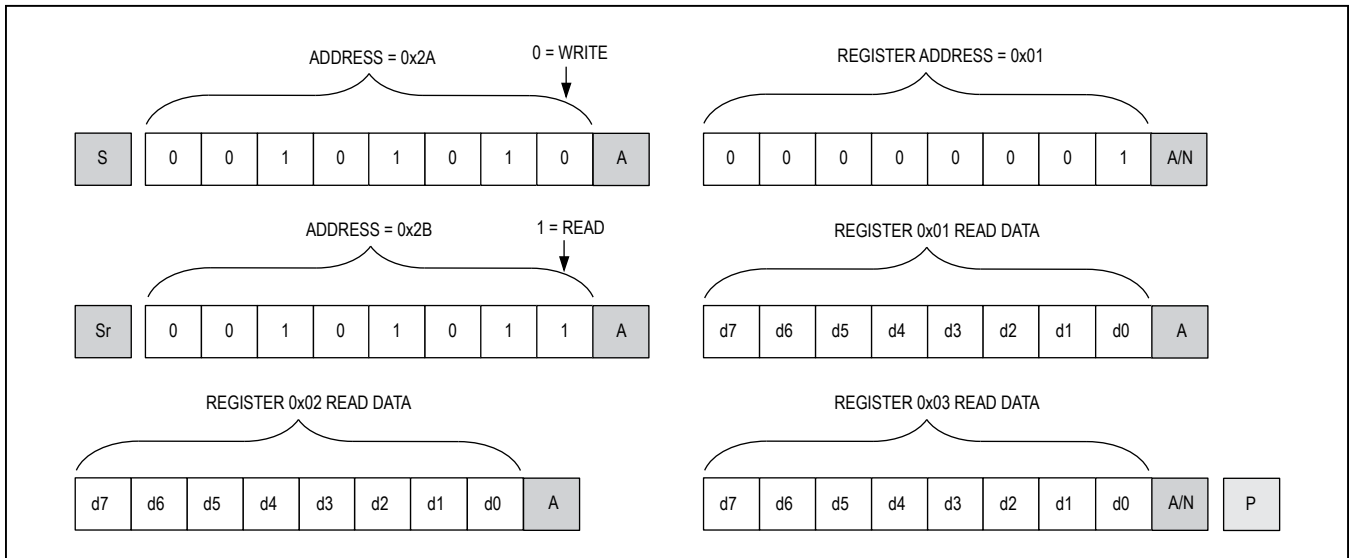 ADDRESS = 0x2A 0 = WRITE REGISTER ADDRESS = 0x01
S 0 0 1 0 1 0 1 0 A 0 0 0 0 0 0 0 1 A/N
ADDRESS = 0x2B 1 = READ REGISTER 0x01 READ DATA
Sr 0 0 1 0 1 0 1 1 A d7 d6 d5 d4 d3 d2 d1 d0 A
REGISTER 0x02 READ DATA REGISTER 0x03 READ DATA
d7 d6 d5 d4 d3 d2 d1 d0 A d7 d6 d5 d4 d3 d2 d1 d0 A/N P